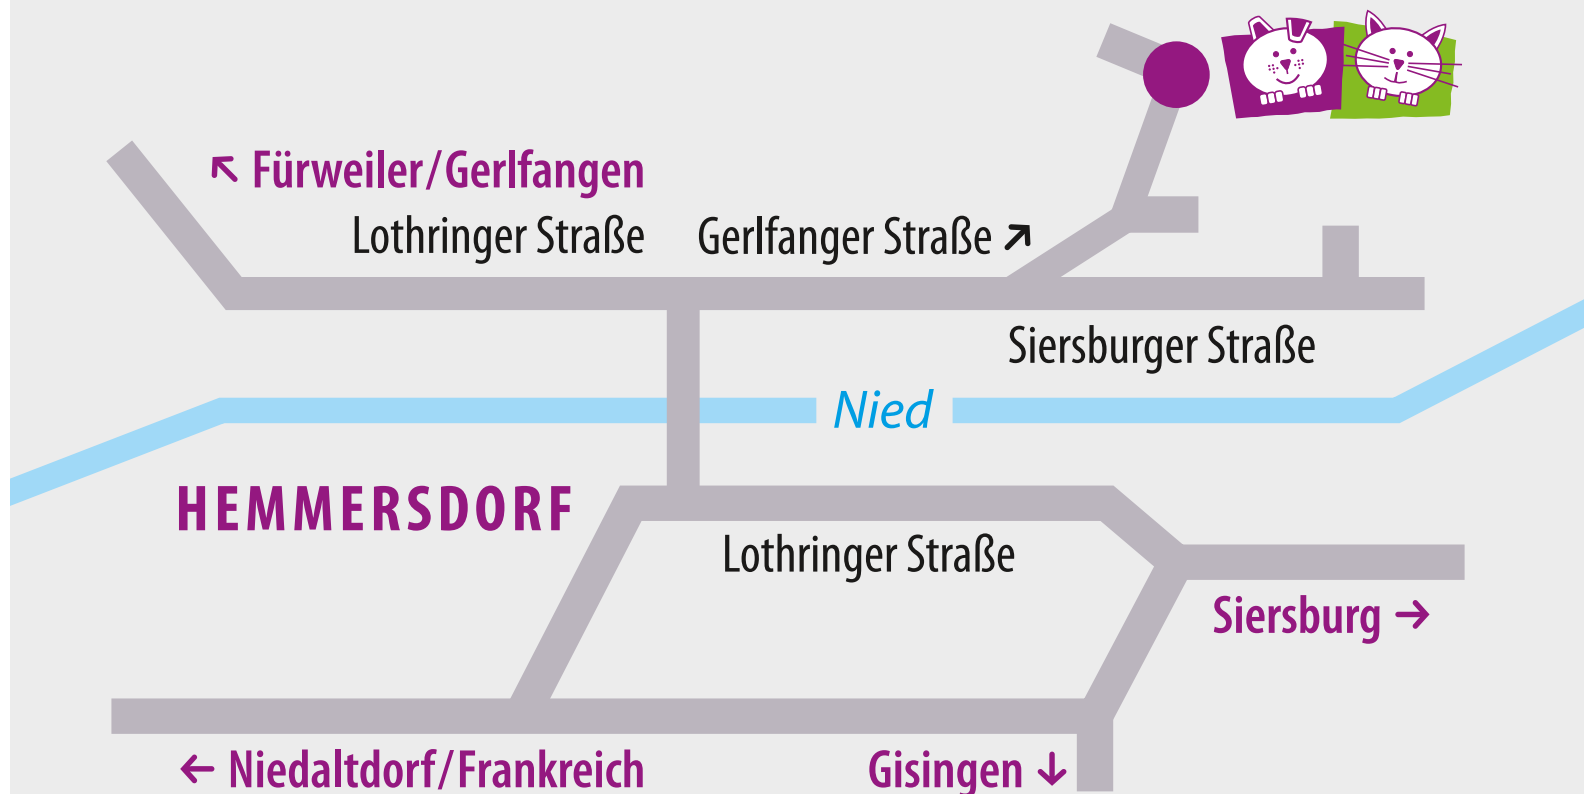 ↖ Fürweiler/Gerlfangen
Lothringer Straße
Gerlfanger Straße ↗
Siersburger Straße
Nied
HEMMERSDORF
Lothringer Straße
Siersburg →
← Niedaltdorf/Frankreich
Gisingen ↓